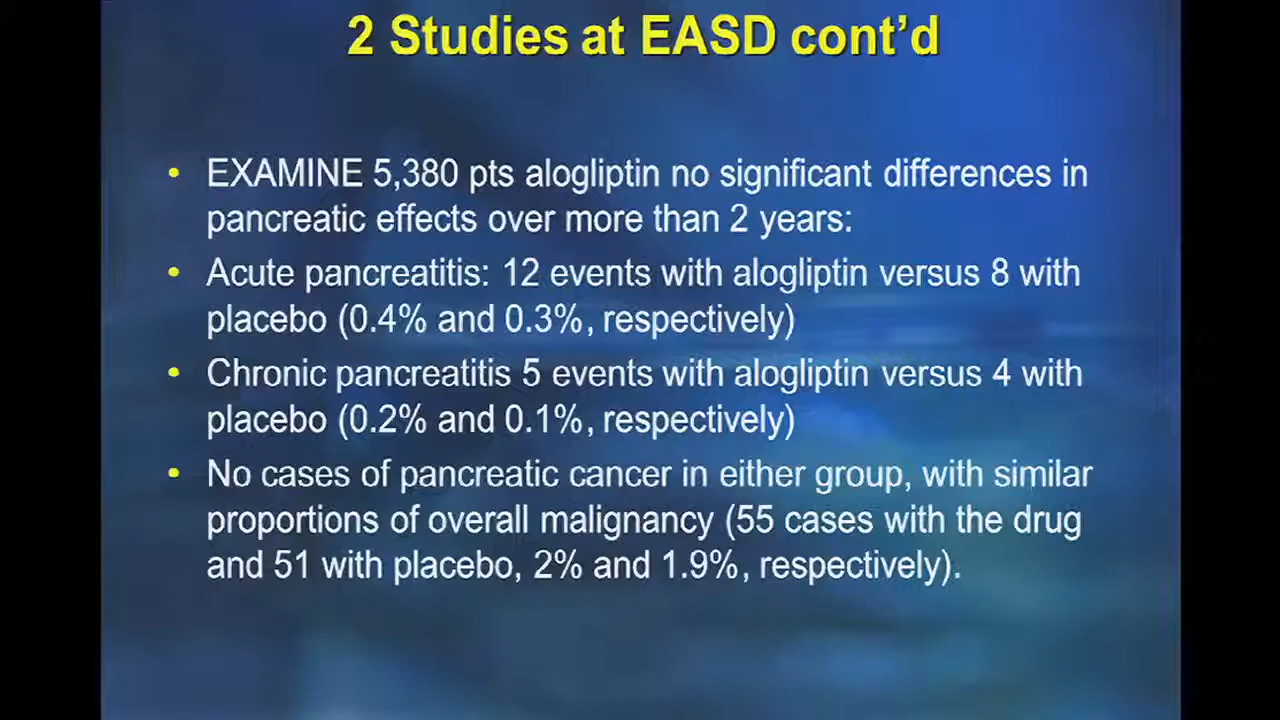 2 Studies at EASD cont’d
• EXAMINE 5,380 pts alogliptin no significant differences in
pancreatic effects over more than 2 years:
• Acute pancreatitis: 12 events with alogliptin versus 8 with
placebo (0.4% and 0.3%, respectively)
• Chronic pancreatitis 5 events with alogliptin versus 4 with
placebo (0.2% and 0.1%, respectively)
• No cases of pancreatic cancer in either group, with similar
proportions of overall malignancy (55 cases with the drug
and 51 with placebo, 2% and 1.9%, respectively).